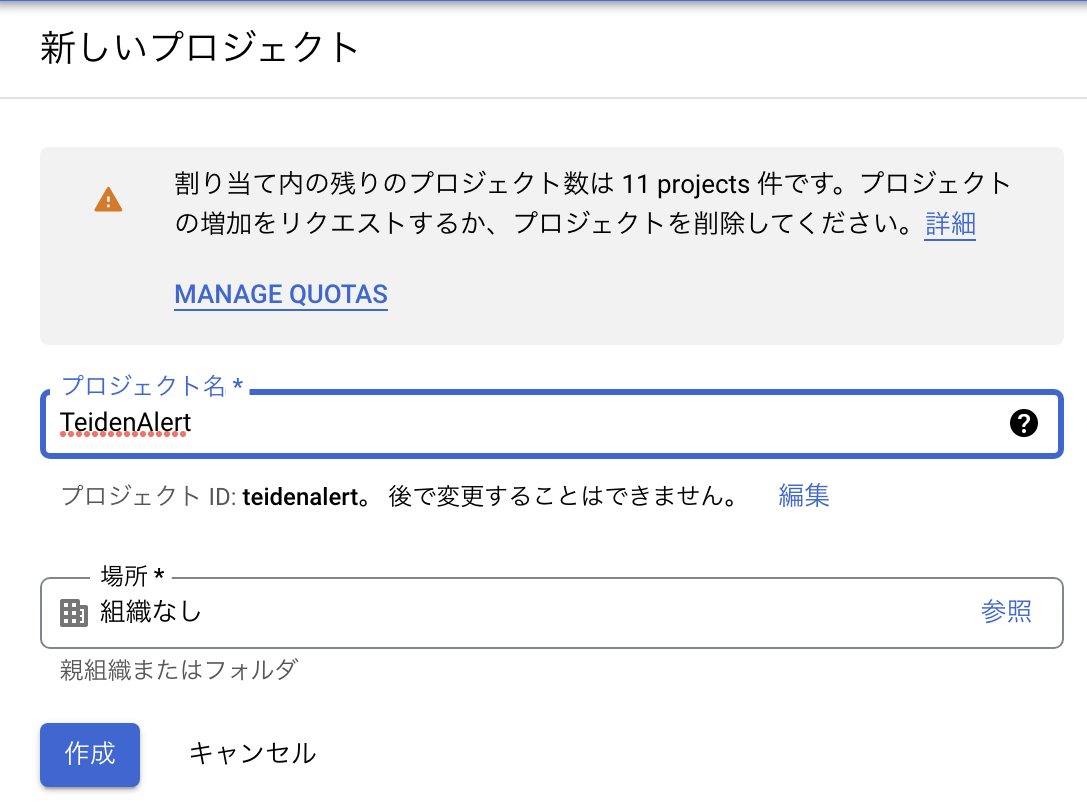 新しいプロジェクト
割り当て内の残りのプロジェクト数は 11 projects 件です。プロジェクト
の増加をリクエストするか、プロジェクトを削除してください。詳細
MANAGE QUOTAS
プロジェクト名 *
TeidenAlert
プロジェクト ID: teidenalert。 後で変更することはできません。 編集
場所 *
組織なし 参照
親組織またはフォルダ
作成 キャンセル